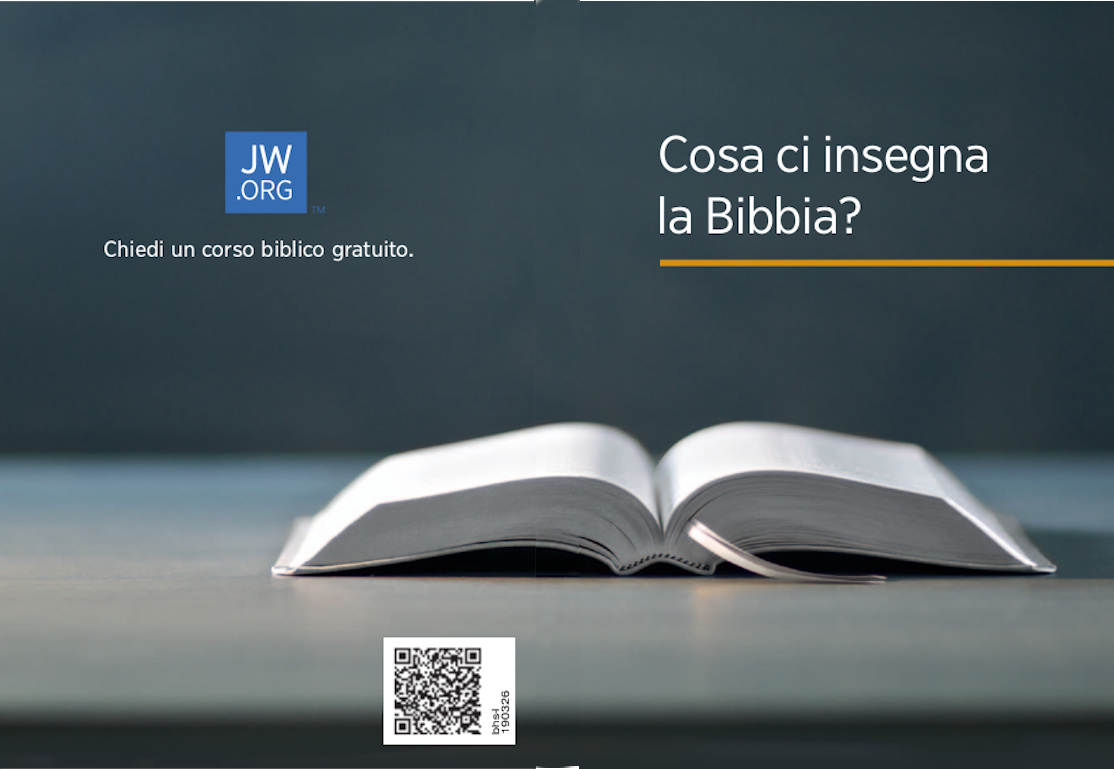 JW
.ORG
TM
Chiedi un corso biblico gratuito.
bhs-I
190326
Cosa ci insegna
la Bibbia?